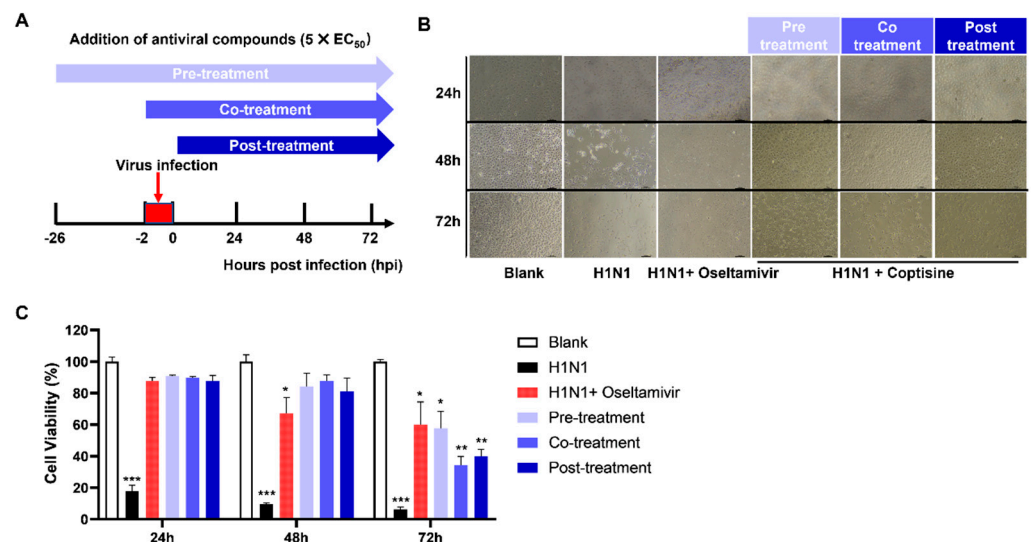 A
Addition of antiviral compounds (5 X EC50)
Pre-treatment
Co-treatment
Post-treatment
Virus infection
-26 -2 0 24 48 72
Hours post infection (hpi)
B
Pre treatment
Co treatment
Post treatment
24h
48h
72h
Blank H1N1 H1N1+ Oseltamivir H1N1 + Coptisine
C
Cell Viability (%)
120
100
80
60
40
20
0
***
***
*
***
*
*
**
**
24h 48h 72h
Blank
H1N1
H1N1+ Oseltamivir
Pre-treatment
Co-treatment
Post-treatment